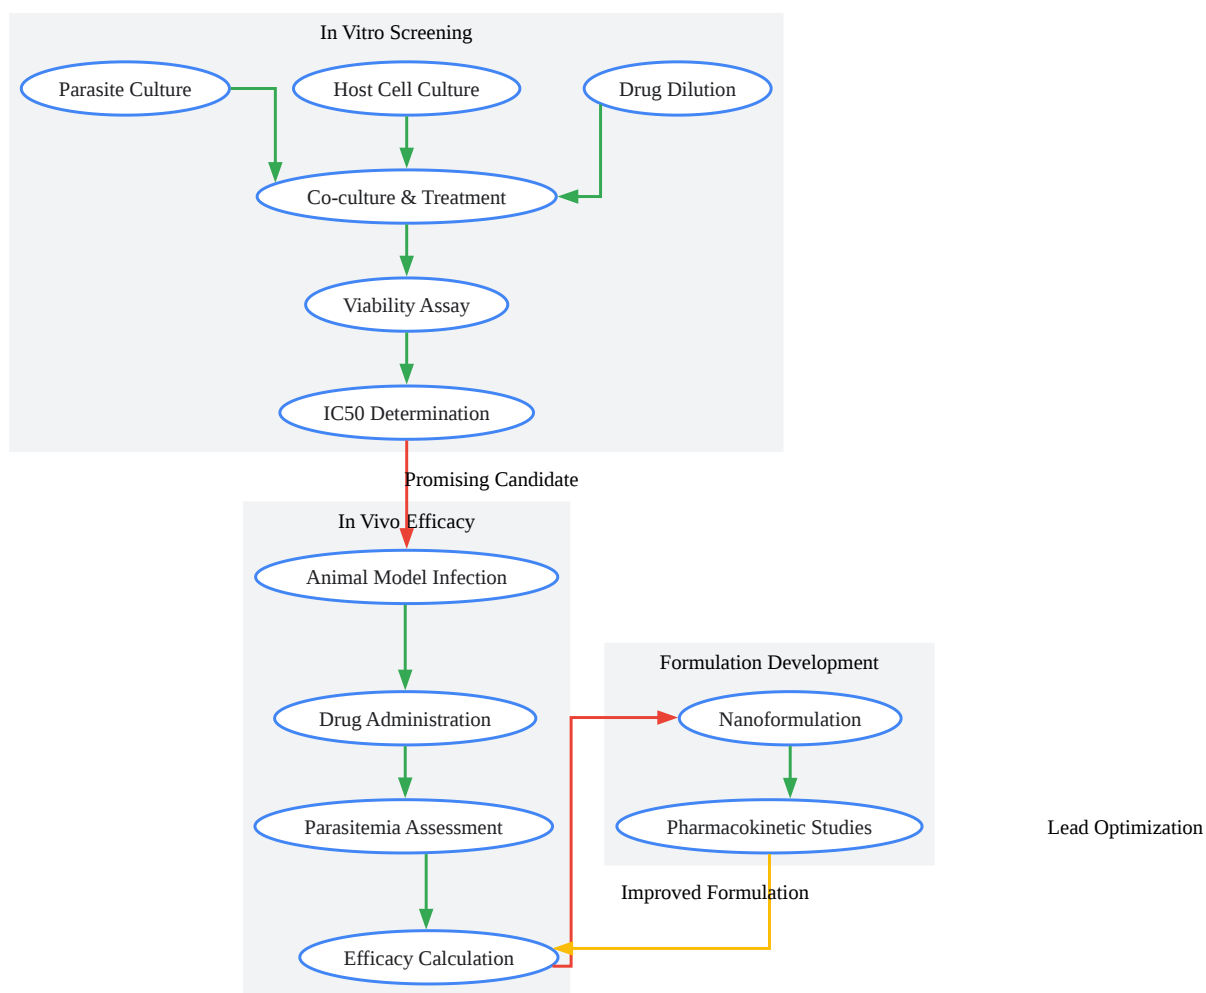 In Vitro Screening
Parasite Culture
Host Cell Culture
Drug Dilution
Co-culture & Treatment
Viability Assay
IC50 Determination
Promising Candidate
In Vivo Efficacy
Animal Model Infection
Formulation Development
Drug Administration
Nanoformulation
Parasitemia Assessment
Pharmacokinetic Studies
Lead Optimization
Improved Formulation
Efficacy Calculation